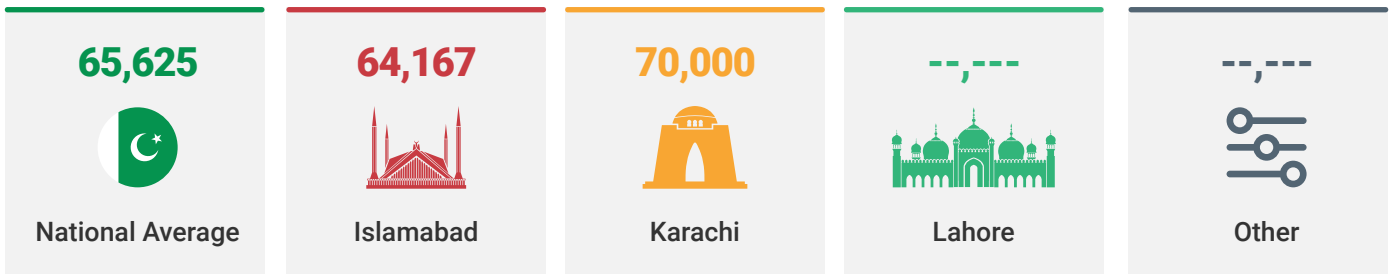 65,625
National Average
64,167
Islamabad
70,000
Karachi
--,---
Lahore
--,---
Other